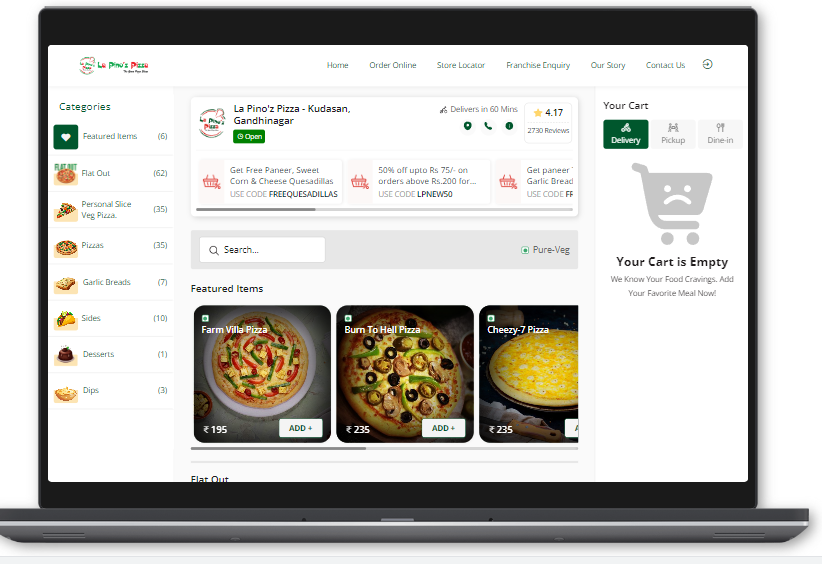 La Pino'z Pizza
Home
Order Online
Store Locator
Franchise Enquiry
Our Story
Contact Us
Categories
Featured Items (6)
FLAT OUT
Flat Out (62)
Personal Slice
Veg Pizza. (35)
Pizzas (35)
Garlic Breads (7)
Sides (10)
Desserts (1)
Dips (3)
La Pino'z Pizza
La Pino'z Pizza - Kudasan,
Gandhinagar
Open
Delivers in 60 Mins
4.17
2730 Reviews
Get Free Paneer, Sweet
Corn & Cheese Quesadillas
USE CODE FREEQUESADILLAS
50% off upto Rs 75/- on
orders above Rs.200 for...
USE CODE LPNEW50
Get paneer
Garlic Bread
USE CODE
Search...
Pure-Veg
Featured Items
Farm Villa Pizza
₹ 195
ADD +
Burn To Hell Pizza
₹ 235
ADD +
Cheezy-7 Pizza
₹ 235
Flat Out
Your Cart
Delivery
Pickup
Dine-in
Your Cart is Empty
We Know Your Food Cravings. Add
Your Favorite Meal Now!